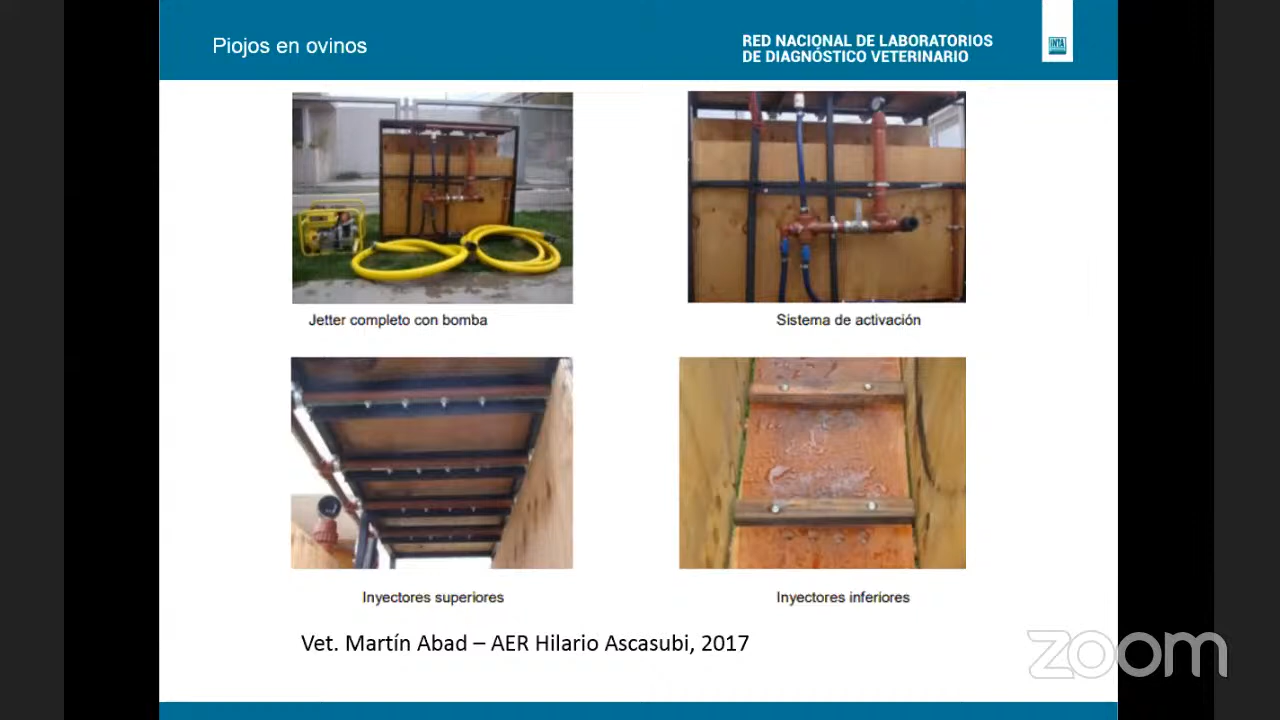 Piojos en ovinos
RED NACIONAL DE LABORATORIOS
DE DIAGNÓSTICO VETERINARIO
INTA
Jetter completo con bomba
Sistema de activación
Inyectores superiores
Inyectores inferiores
Vet. Martín Abad – AER Hilario Ascasubi, 2017
zoom